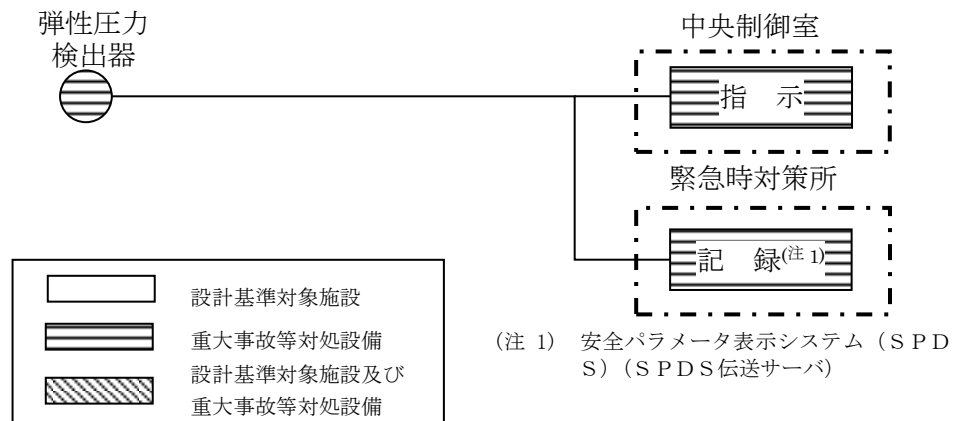 弾性圧力
検出器
中央制御室
指　示
緊急時対策所
記　録(注 1)
設計基準対象施設
重大事故等対処設備
設計基準対象施設及び
重大事故等対処設備
(注 1)　安全パラメータ表示システム（ＳＰＤ
Ｓ）（ＳＰＤＳ伝送サーバ）